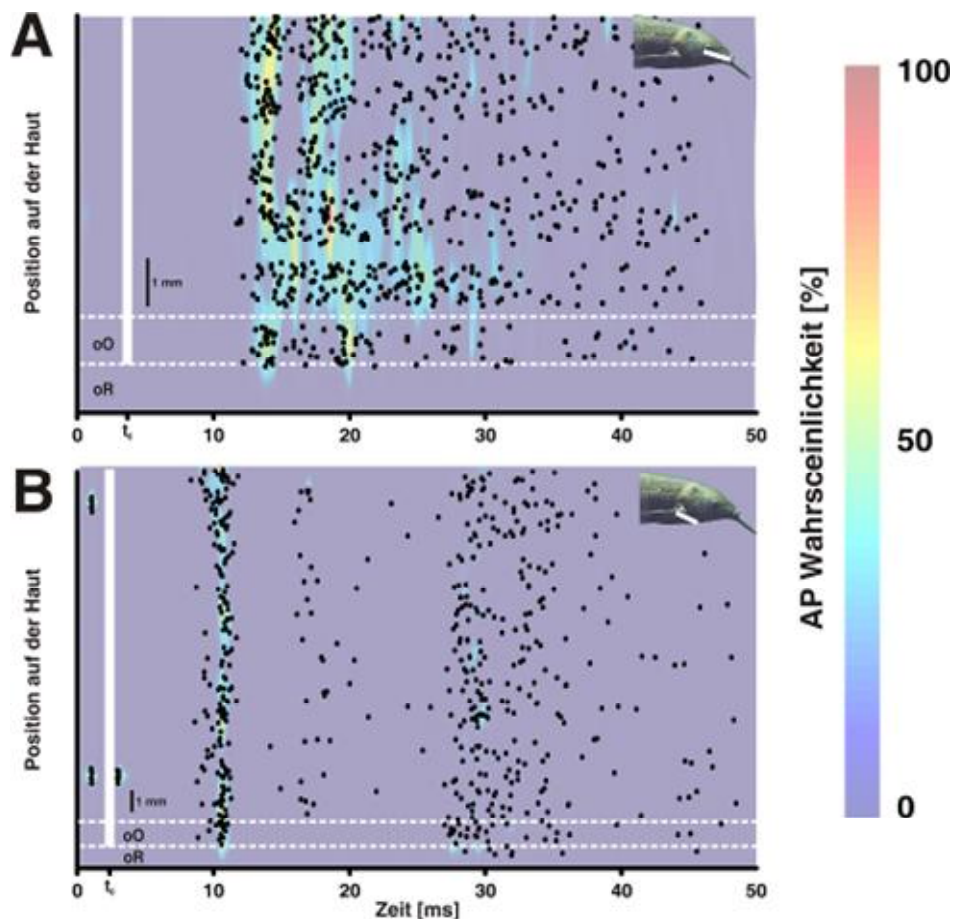 A
Position auf der Haut
1 mm
oO
oR
0 10 20 30 40 50
B
Position auf der Haut
1 mm
oO
oR
0 10 20 30 40 50
Zeit [ms]
AP Wahrsceinlichkeit [%]
100
50
0